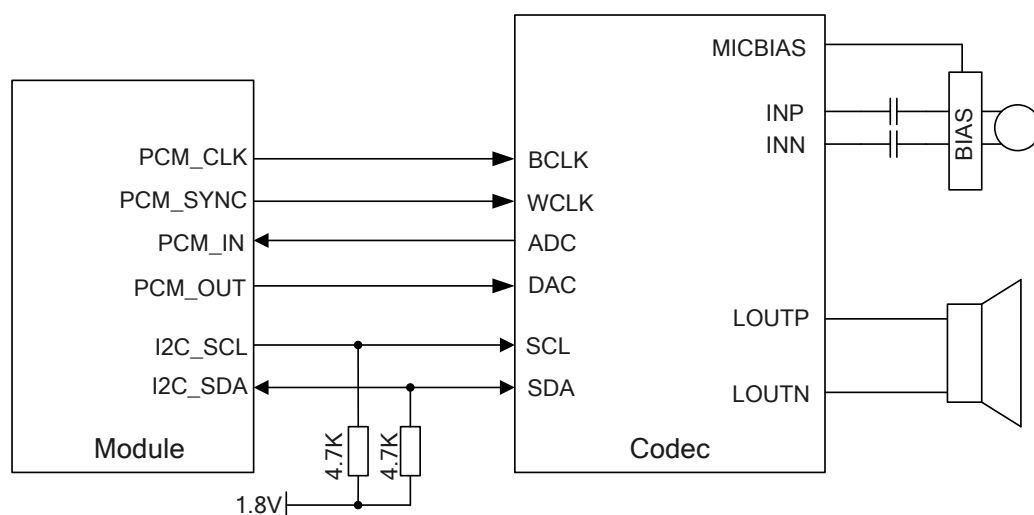 MICBIAS
INP
INN
BIAS
PCM_CLK
BCLK
PCM_SYNC
WCLK
PCM_IN
ADC
PCM_OUT
DAC
LOUTP
I2C_SCL
SCL
I2C_SDA
SDA
LOUTN
Module
4.7K
4.7K
Codec
1.8V